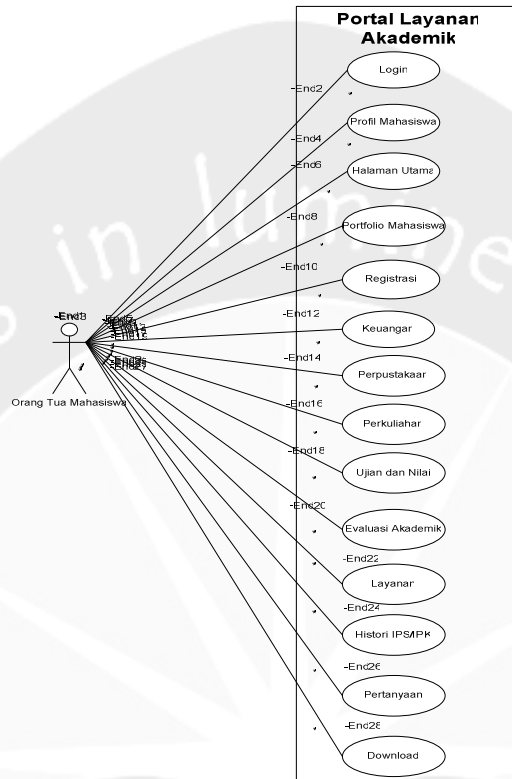 Portal Layanan
Akademik
Login
-End2
Profil Mahasiswa
-End4
-End6
Halaman Utama
-End8
Portfolio Mahasiswa
-End10
Registrasi
-End12
Keuangan
-End14
Perpustakaan
-End16
Perkuliahan
-End18
Ujian dan Nilai
-End20
Evaluasi Akademik
-End22
Layanan
-End24
Histori IPS/IPK
-End26
Pertanyaan
-End28
Download
Orang Tua Mahasiswa
in lumine